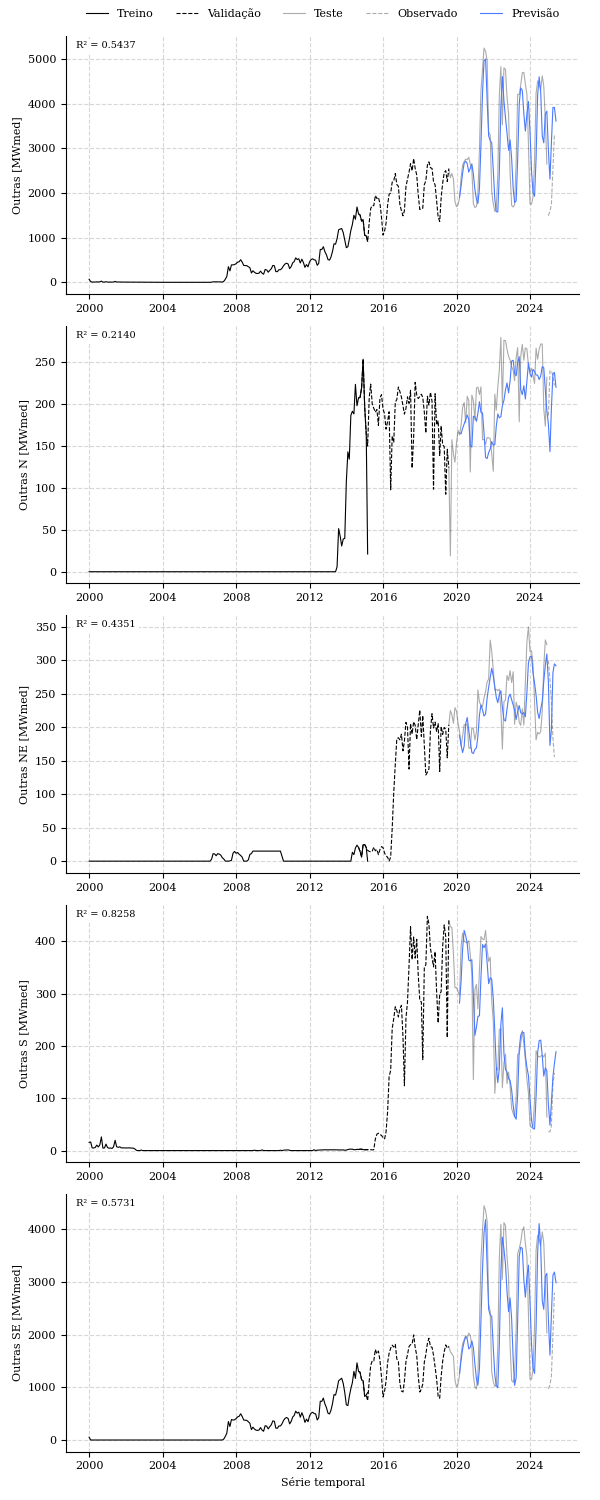 Treino Validação Teste Observado Previsão
R² = 0.5437
Outras [MWmed]
5000
4000
3000
2000
1000
0
2000 2004 2008 2012 2016 2020 2024
R² = 0.2140
Outras N [MWmed]
250
200
150
100
50
0
2000 2004 2008 2012 2016 2020 2024
R² = 0.4351
Outras NE [MWmed]
350
300
250
200
150
100
50
0
2000 2004 2008 2012 2016 2020 2024
R² = 0.8258
Outras S [MWmed]
400
300
200
100
0
2000 2004 2008 2012 2016 2020 2024
R² = 0.5731
Outras SE [MWmed]
4000
3000
2000
1000
0
2000 2004 2008 2012 2016 2020 2024
Série temporal